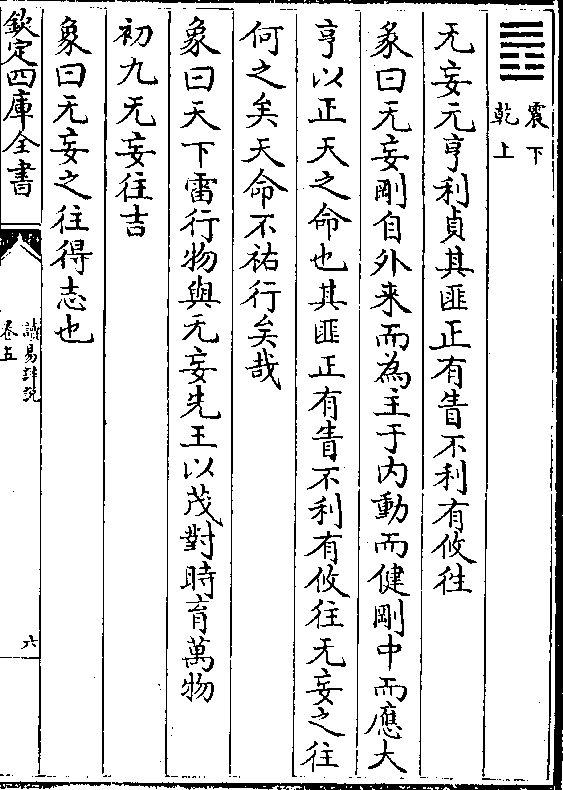 ䷘
震下
乾上
无妄元亨利貞其匪正有眚不利有攸往
彖曰无妄剛自外来而為主于内動而健剛中而應大
亨以正天之命也其匪正有眚不利有攸往无妄之往
何之矣天命不祐行矣哉
象曰天下雷行物與无妄先王以茂對時育萬物
初九无妄往吉
象曰无妄之往得志也
欽定四庫全書
讀易詳說
卷五
六